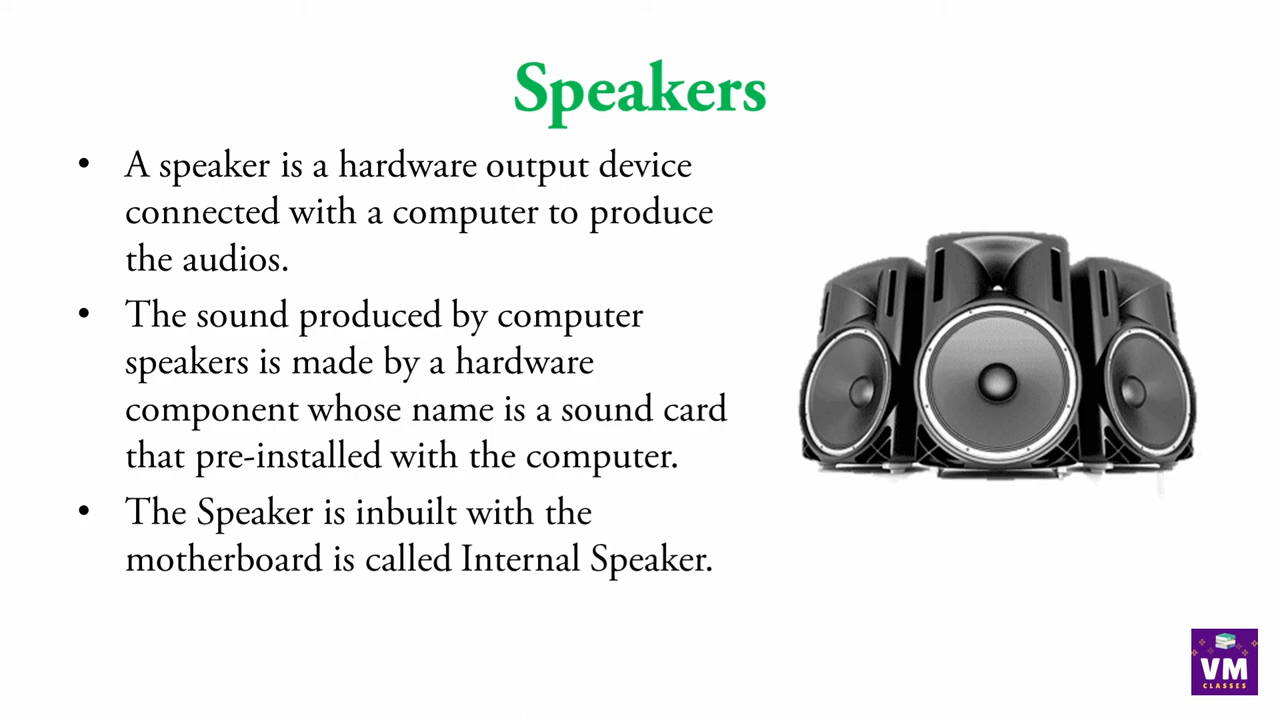 Speakers
• A speaker is a hardware output device
connected with a computer to produce
the audios.
• The sound produced by computer
speakers is made by a hardware
component whose name is a sound card
that pre-installed with the computer.
• The Speaker is inbuilt with the
motherboard is called Internal Speaker.
VM
CLASSES